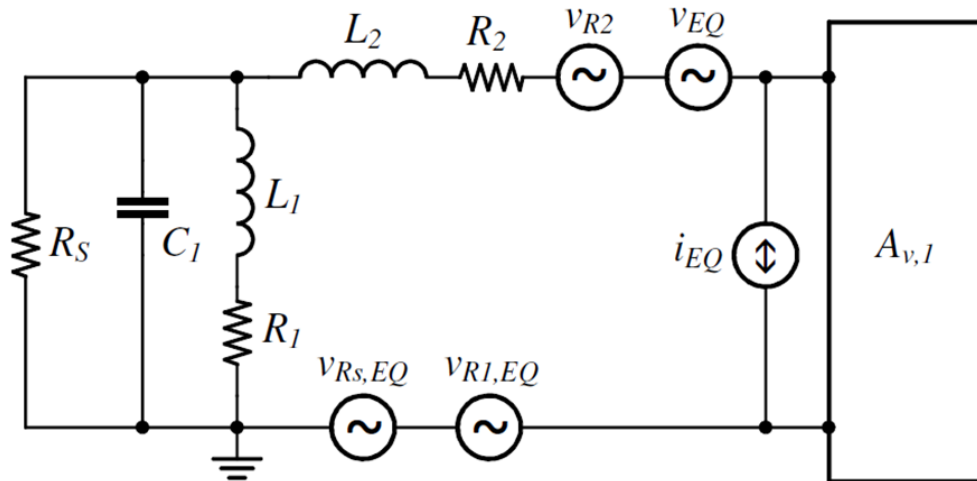 L2
R2
vR2
vEQ
RS
C1
L1
R1
iEQ
Av,1
vRs,EQ
vR1,EQ